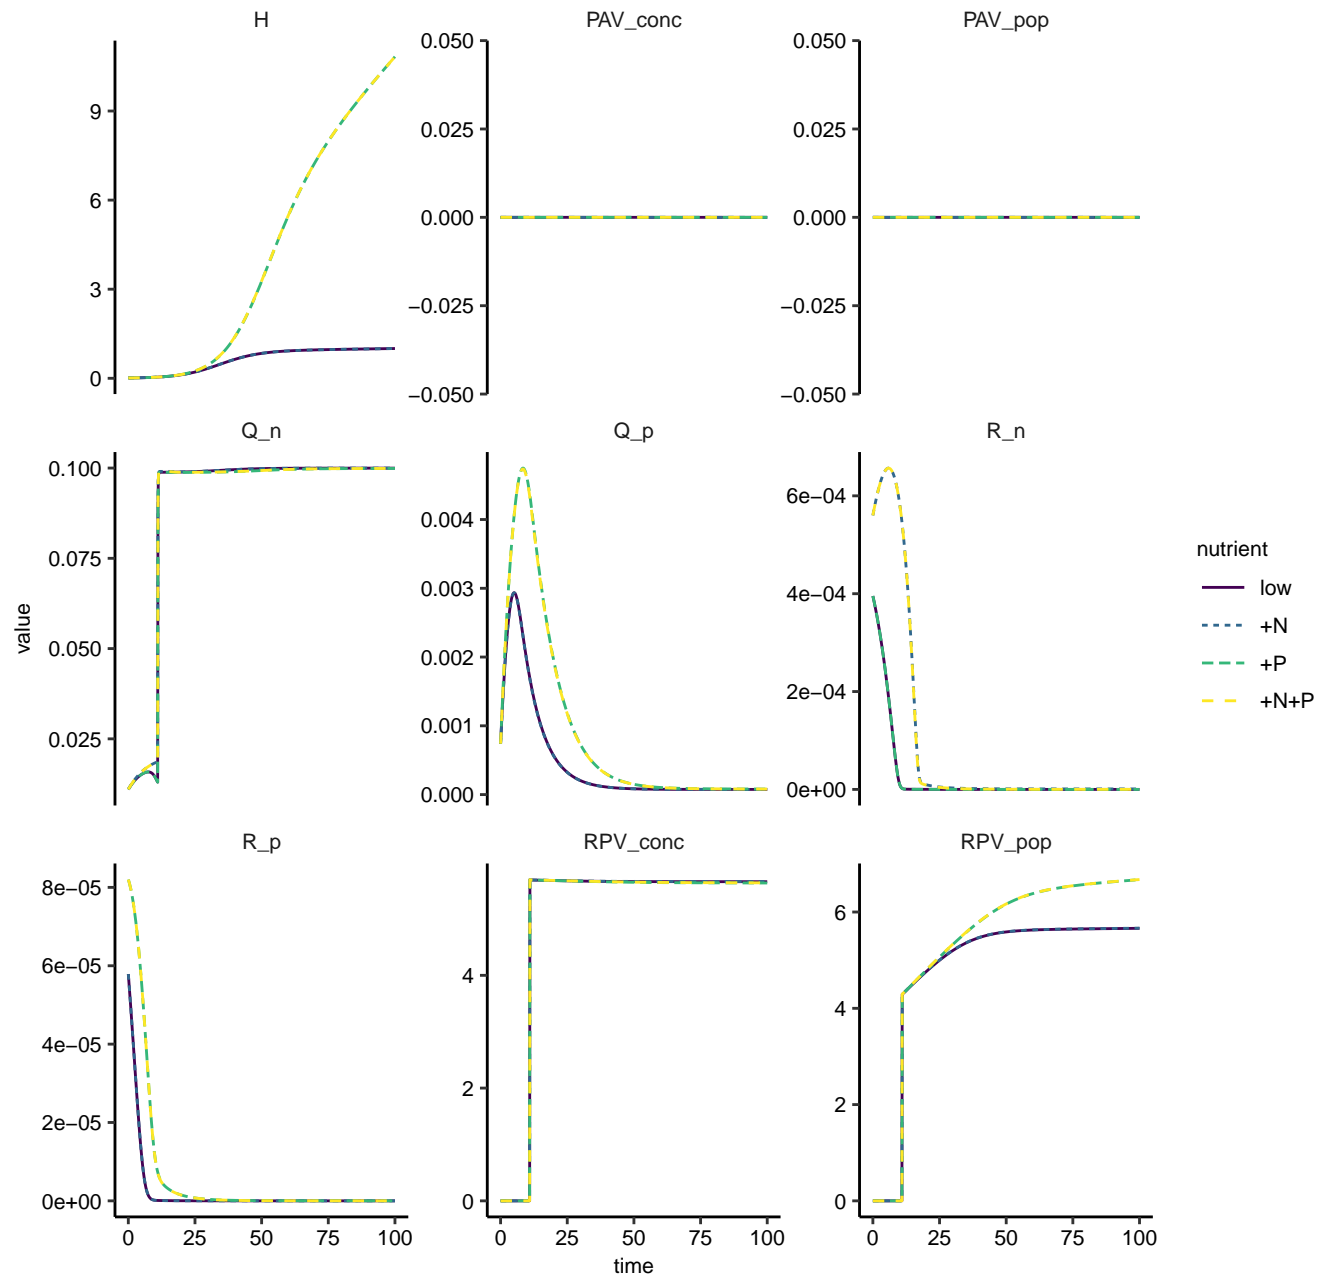 H
PAV_conc
PAV_pop
9
6
3
0
0.050
0.025
0.000
−0.025
−0.050
0.050
0.025
0.000
−0.025
−0.050
Q_n
Q_p
R_n
0.100
0.075
0.050
0.025
0.004
0.003
0.002
0.001
0.000
6e−04
4e−04
2e−04
0e+00
R_p
RPV_conc
RPV_pop
8e−05
6e−05
4e−05
2e−05
0e+00
4
2
0
6
4
2
0
0 25 50 75 100
0 25 50 75 100
0 25 50 75 100
time
value
nutrient
low
+N
+P
+N+P